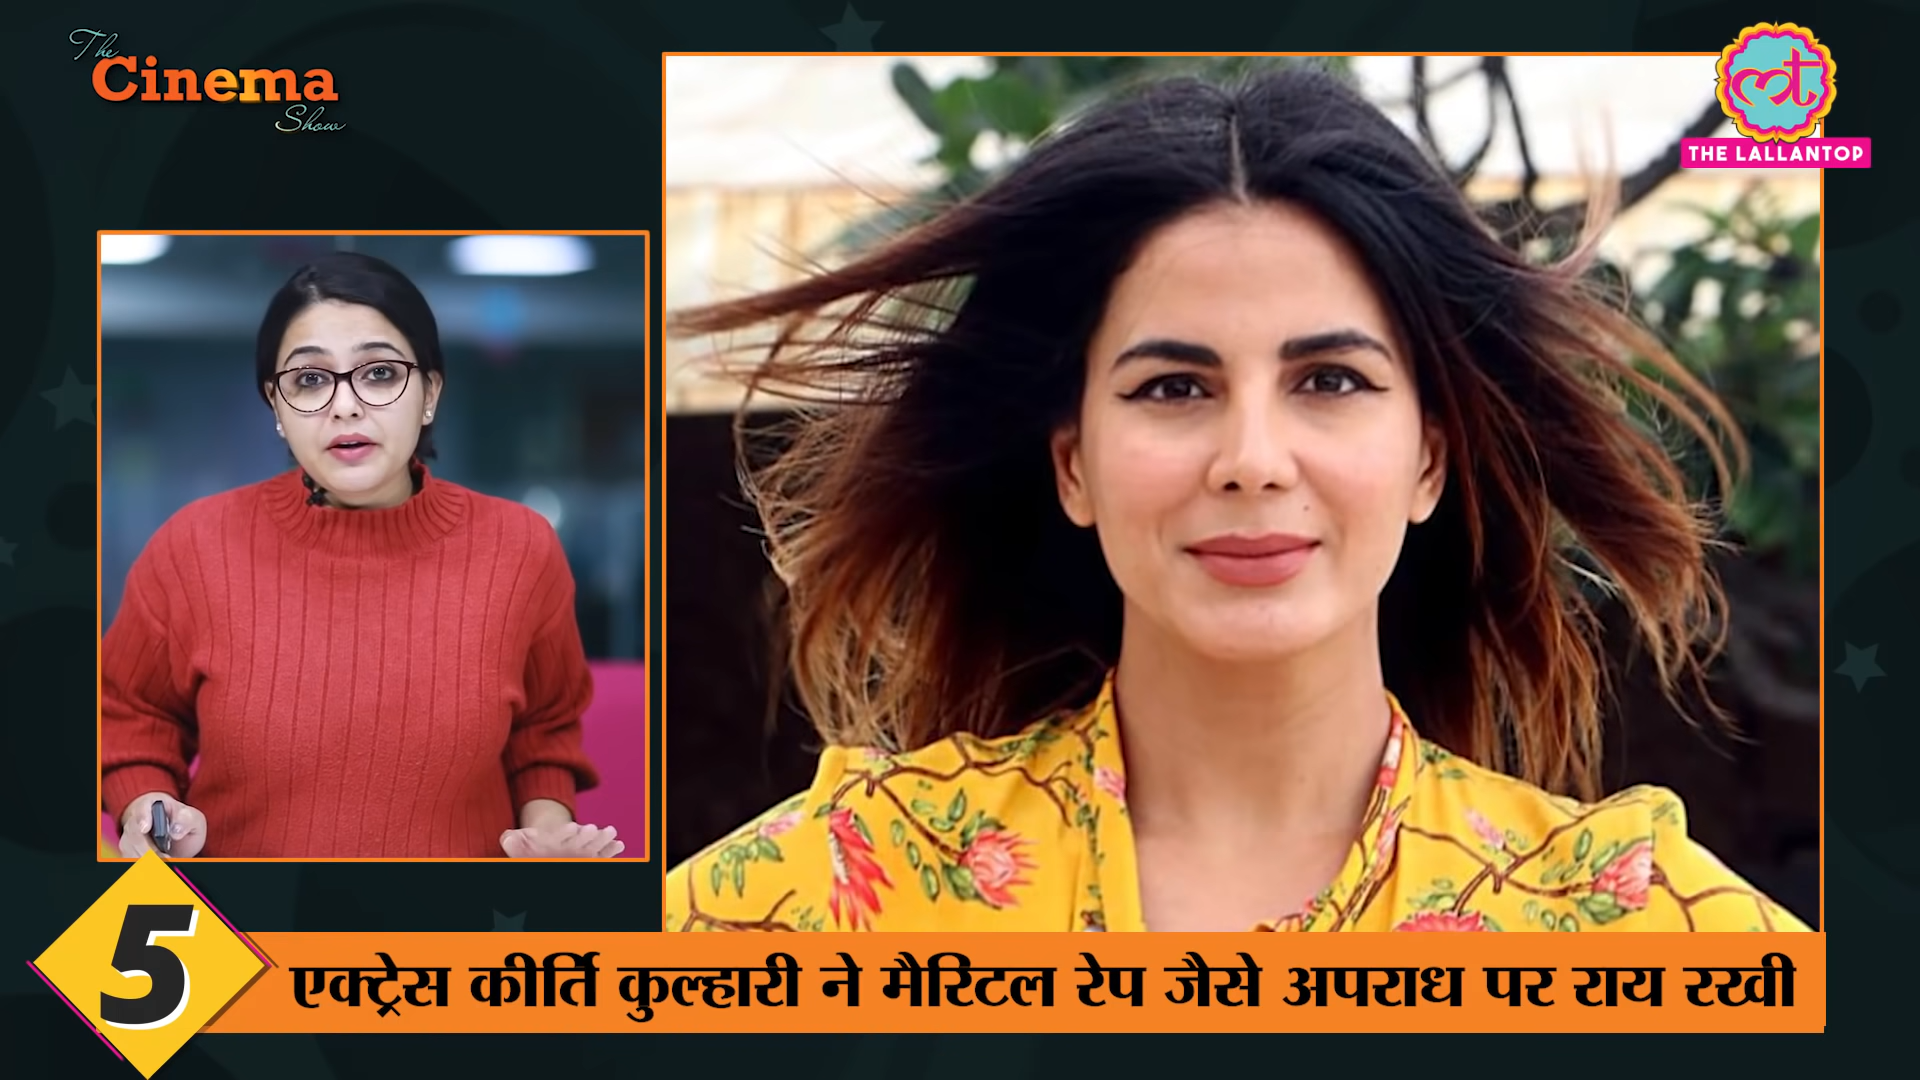 The
Cinema
Show
THE LALLANTOP
5
एक्ट्रेस कीर्ति कुल्हारी ने मैरिटल रेप जैसे अपराध पर राय रखी